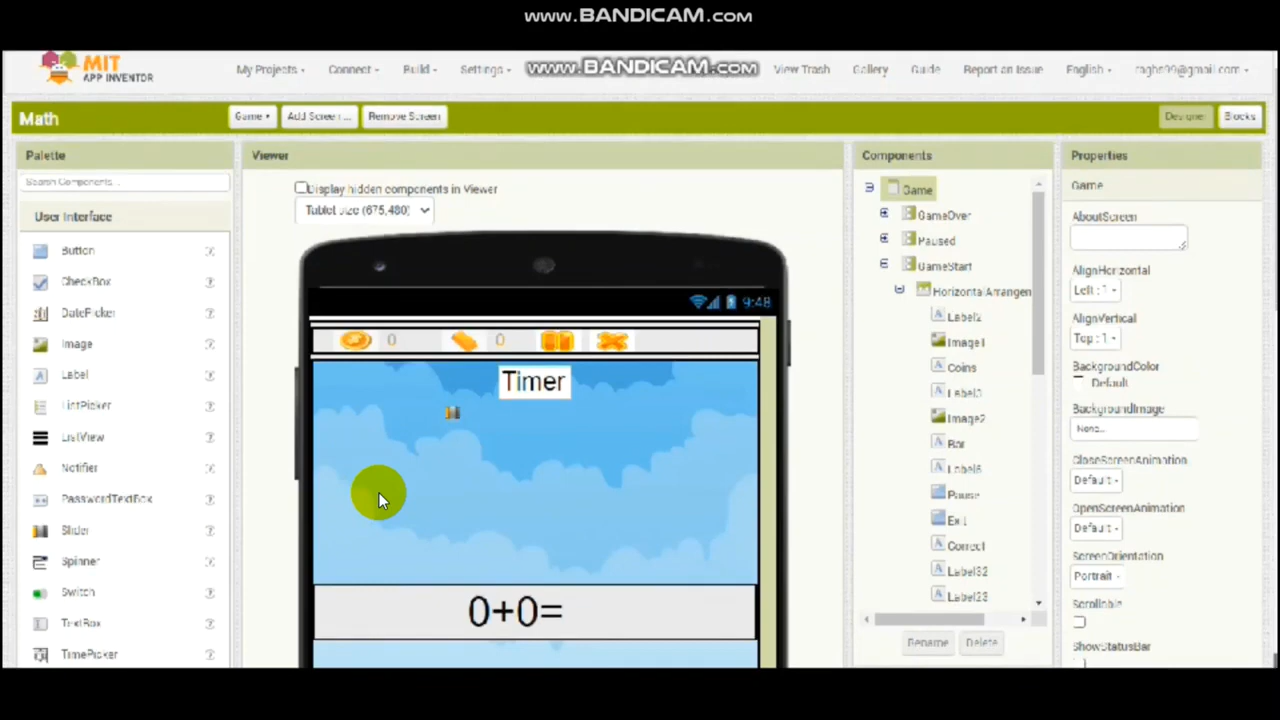 www.BANDICAM.com
MIT
APP INVENTOR
My Projects
Connect
Build
Settings
www.BANDICAM.com
View Trash
Gallery
Guide
Report an Issue
English
Math
Game
Add Screen ...
Remove Screen
Designer
Blocks
Palette
Viewer
Components
Properties
Search Components...
User Interface
Button
CheckBox
DatePicker
Image
Label
ListPicker
ListView
Notifier
PasswordTextBox
Slider
Spinner
Switch
TextBox
TimePicker
Display hidden components in Viewer
Tablet size (675,480)
9:48
0
0
Timer
0+0=
Game
GameOver
Paused
GameStart
HorizontalArrangem
Label2
Image1
Coins
Label3
Image2
Bar
Pause
Exit
Correct
Label32
Label23
Rename
Delete
Game
AboutScreen
AlignHorizontal
Left : 1
AlignVertical
Top : 1
BackgroundColor
Default
BackgroundImage
None...
CloseScreenAnimation
Default
OpenScreenAnimation
Default
ScreenOrientation
Portrait
Scrollable
ShowStatusBar